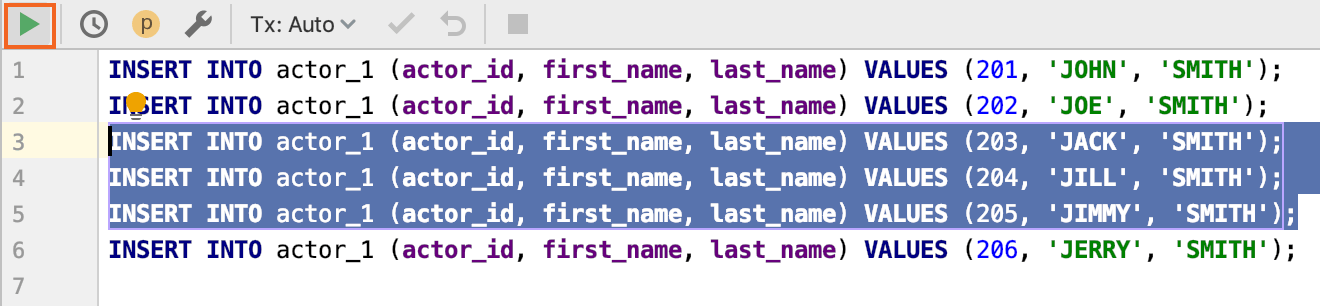 p Tx: Auto
1 INSERT INTO actor_1 (actor_id, first_name, last_name) VALUES (201, 'JOHN', 'SMITH');
2 INSERT INTO actor_1 (actor_id, first_name, last_name) VALUES (202, 'JOE', 'SMITH');
3 INSERT INTO actor_1 (actor_id, first_name, last_name) VALUES (203, 'JACK', 'SMITH');
4 INSERT INTO actor_1 (actor_id, first_name, last_name) VALUES (204, 'JILL', 'SMITH');
5 INSERT INTO actor_1 (actor_id, first_name, last_name) VALUES (205, 'JIMMY', 'SMITH');
6 INSERT INTO actor_1 (actor_id, first_name, last_name) VALUES (206, 'JERRY', 'SMITH');
7